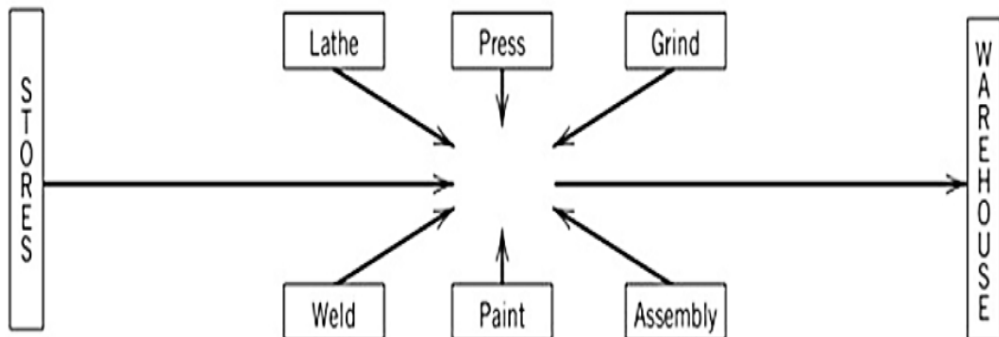 STORES
Lathe
Press
Grind
Weld
Paint
Assembly
WAREHOUSE